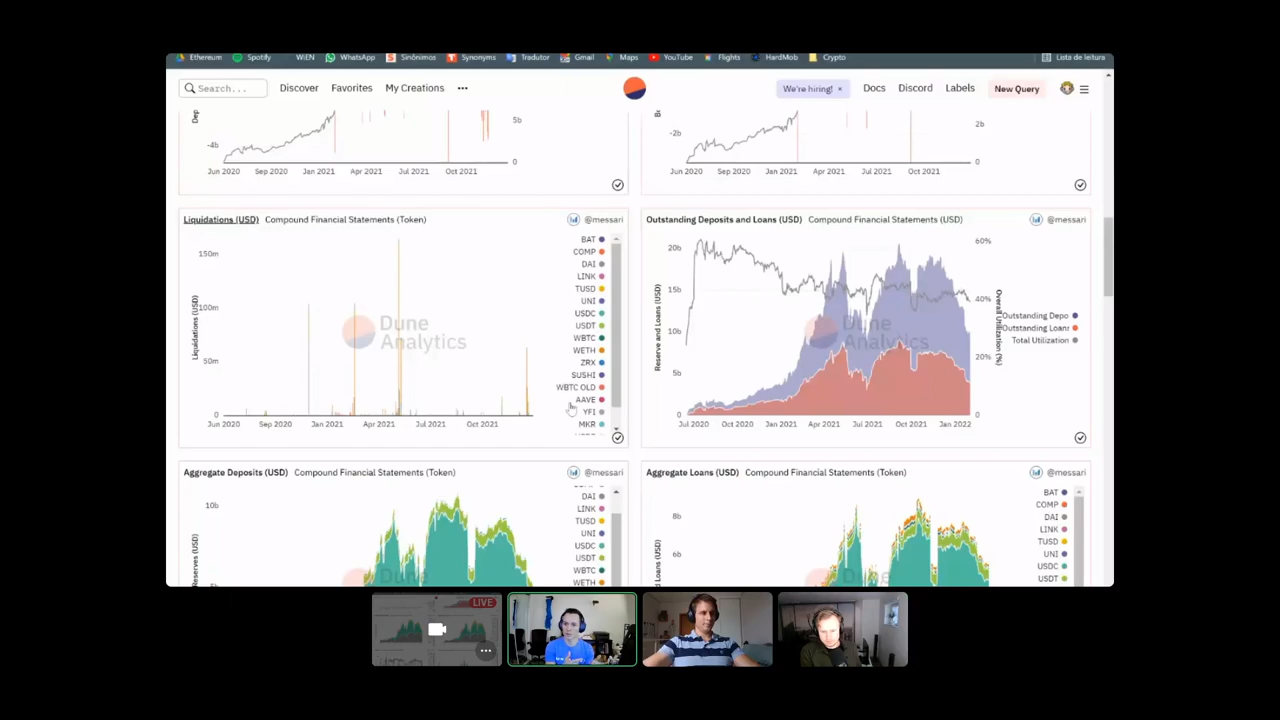 Ethereum Spotify WiEN WhatsApp Sinônimos Synonyms Tradutor Gmail Maps YouTube Flights HardMob Crypto Lista de leitura
Search... Discover Favorites My Creations ••• We're hiring! × Docs Discord Labels New Query
5b
-4b
0
Jun 2020 Sep 2020 Jan 2021 Apr 2021 Jul 2021 Oct 2021
2b
-2b
0
Jun 2020 Sep 2020 Jan 2021 Apr 2021 Jul 2021 Oct 2021
Liquidations (USD) Compound Financial Statements (Token) @messari
Liquidations (USD)
150m
100m
50m
0
Jun 2020 Sep 2020 Jan 2021 Apr 2021 Jul 2021 Oct 2021
Dune
Analytics
BAT
COMP
DAI
LINK
TUSD
UNI
USDC
USDT
WBTC
WETH
ZRX
SUSHI
WBTC OLD
AAVE
YFI
MKR
Outstanding Deposits and Loans (USD) Compound Financial Statements (USD) @messari
Reserve and Loans (USD)
20b
15b
10b
5b
0
60%
40%
20%
0
Overall Utilization (%)
Jul 2020 Oct 2020 Jan 2021 Apr 2021 Jul 2021 Oct 2021 Jan 2022
Dune
Analytics
Outstanding Depo
Outstanding Loans
Total Utilization
Aggregate Deposits (USD) Compound Financial Statements (Token) @messari
Reserves (USD)
10b
Dune
DAI
LINK
TUSD
UNI
USDC
USDT
WBTC
WETH
Aggregate Loans (USD) Compound Financial Statements (Token) @messari
Loans (USD)
8b
6b
Dune
BAT
COMP
DAI
LINK
TUSD
UNI
USDC
USDT
LIVE